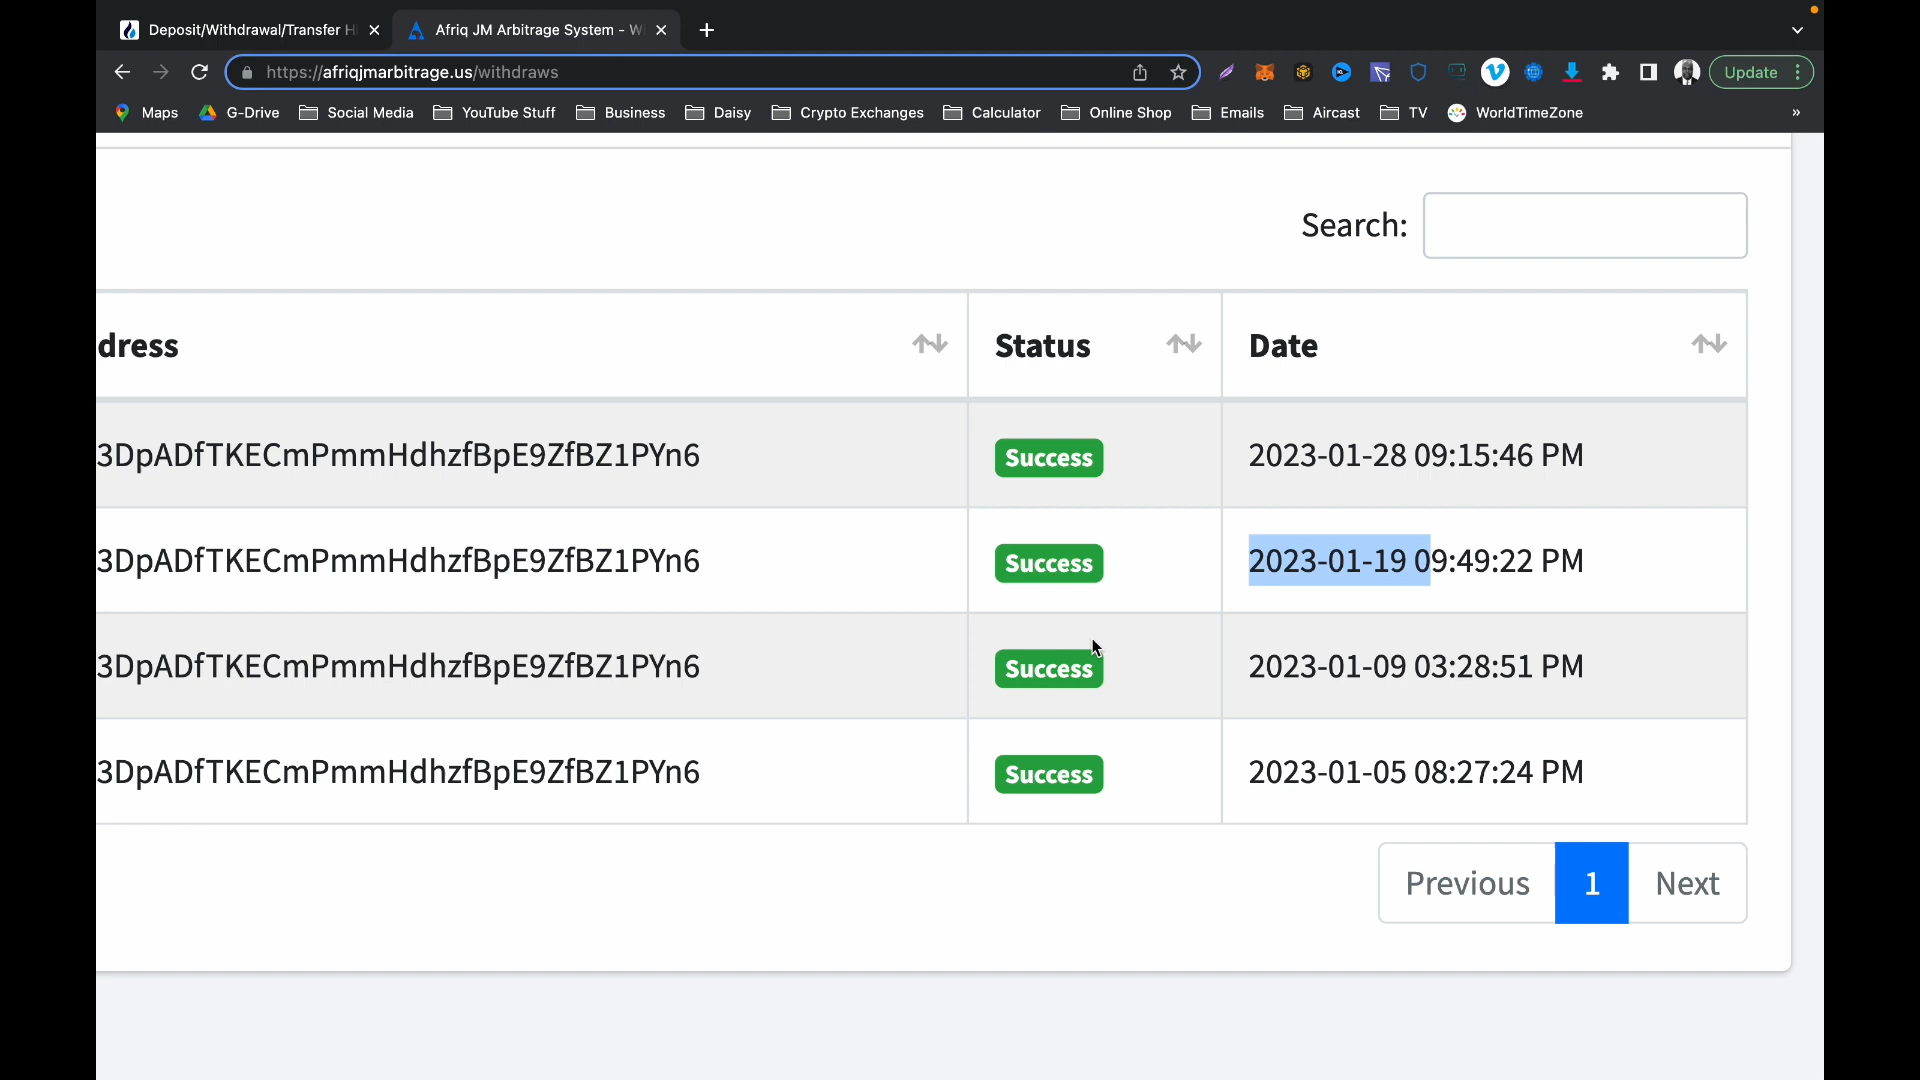 Deposit/Withdrawal/Transfer Hi
Afriq JM Arbitrage System - Wi
https://afriqjmarbitrage.us/withdraws
Update
Maps
G-Drive
Social Media
YouTube Stuff
Business
Daisy
Crypto Exchanges
Calculator
Online Shop
Emails
Aircast
TV
WorldTimeZone
»
Search:
dress Status Date
3DpADfTKECmPmmHdhzfBpE9ZfBZ1PYn6 Success 2023-01-28 09:15:46 PM
3DpADfTKECmPmmHdhzfBpE9ZfBZ1PYn6 Success 2023-01-19 09:49:22 PM
3DpADfTKECmPmmHdhzfBpE9ZfBZ1PYn6 Success 2023-01-09 03:28:51 PM
3DpADfTKECmPmmHdhzfBpE9ZfBZ1PYn6 Success 2023-01-05 08:27:24 PM
Previous 1 Next